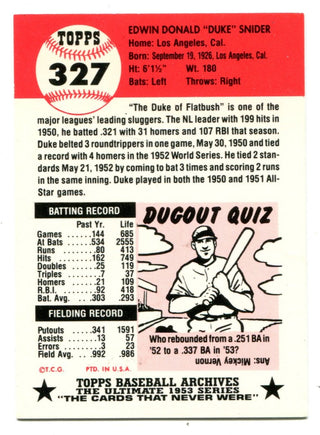 TOPPS
327
EDWIN DONALD "DUKE" SNIDER
Home: Los Angeles, Cal.
Born: September 19, 1926, Los Angeles, Cal.
Ht: 6'1½" Wt. 180
Bats: Left Throws: Right
"The Duke of Flatbush" is one of the
major leagues' leading sluggers. The NL leader with 199 hits
in 1950, he batted .321 with 31 homers and 107 RBI that season.
Duke belted 3 roundtrippers in one game, May 30, 1950 and tied
a record with 4 homers in the 1952 World Series. He tied 2 stan-
dards May 21, 1952 by coming to bat 3 times and scoring 2 runs
in the same inning. Duke played in both the 1950 and 1951 All-
Star games.
BATTING RECORD
Past Yr. Life
Games .....144 685
At Bats .....534 2555
Runs .....80 413
Hits .....162 749
Doubles .....25 119
Triples .....7 37
Homers .....21 109
R.B.I. .....92 418
Bat. Avg. .....303 .293
FIELDING RECORD
Putouts .....341 1591
Assists .....13 57
Errors .....3 23
Field Avg. ....992 .986
©T.C.G. PTD. IN U.S.A.
DUGOUT QUIZ
Who rebounded from a .251 BA in
'52 to a .337 BA in '53?
Ans: Mickey Vernon
TOPPS BASEBALL ARCHIVES
THE ULTIMATE 1953 SERIES
"THE CARDS THAT NEVER WERE"